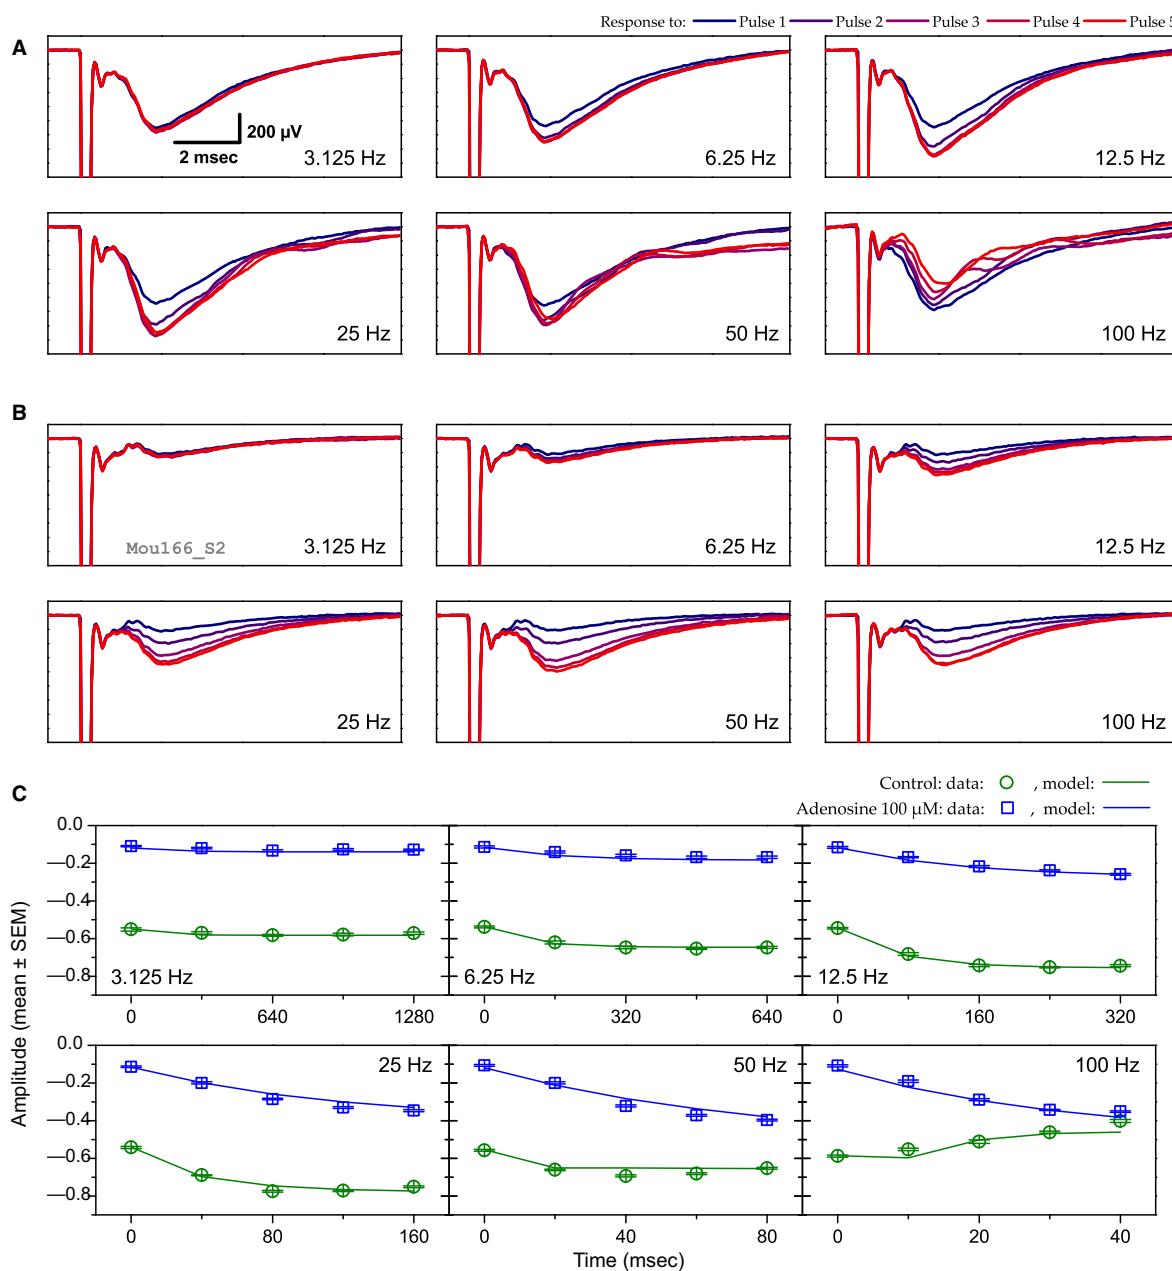 Response to: Pulse 1 Pulse 2 Pulse 3 Pulse 4 Pulse 5
A
200 µV
2 msec
3.125 Hz
6.25 Hz
12.5 Hz
25 Hz
50 Hz
100 Hz
B
Mou166_S2
3.125 Hz
6.25 Hz
12.5 Hz
25 Hz
50 Hz
100 Hz
Control: data: , model:
C
Adenosine 100 µM: data: , model:
Amplitude (mean ± SEM)
0.0
−0.2
−0.4
−0.6
−0.8
3.125 Hz
6.25 Hz
12.5 Hz
0 640 1280
0 320 640
0 160 320
0.0
−0.2
−0.4
−0.6
−0.8
25 Hz
50 Hz
100 Hz
0 80 160
0 40 80
0 20 40
Time (msec)